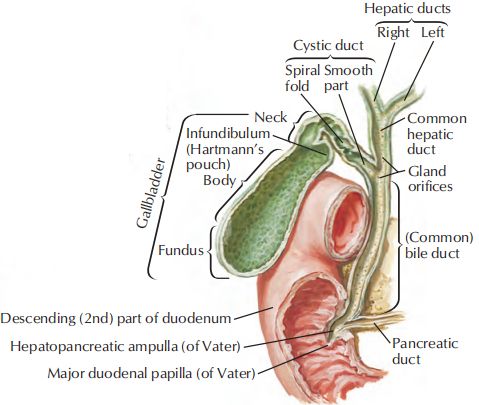 Hepatic ducts
Right Left
Cystic duct
Spiral Smooth
fold part
Neck
Infundibulum
(Hartmann's
pouch)
Body
Gallbladder
Fundus
Common
hepatic
duct
Gland
orifices
(Common)
bile duct
Descending (2nd) part of duodenum
Hepatopancreatic ampulla (of Vater)
Major duodenal papilla (of Vater)
Pancreatic
duct